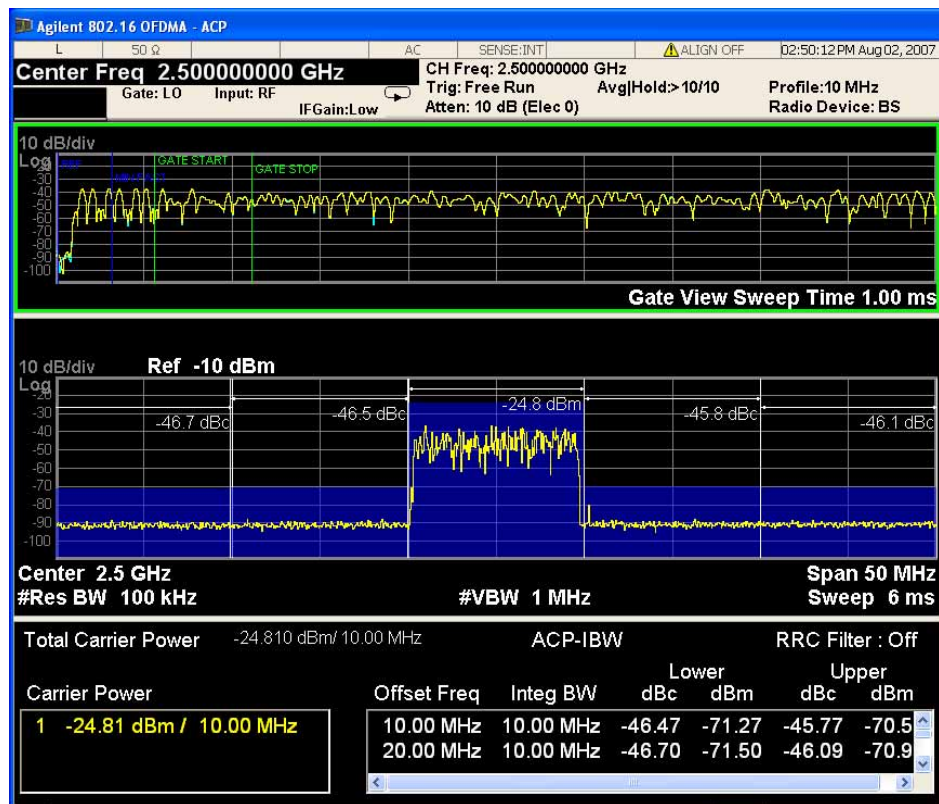 Agilent 802.16 OFDMA - ACP
L 50 Ω AC SENSE:INT ALIGN OFF 02:50:12 PM Aug 02, 2007
Center Freq 2.500000000 GHz
CH Freq: 2.500000000 GHz
Gate: LO Input: RF Trig: Free Run Avg|Hold:> 10/10 Profile:10 MHz
IFGain:Low Atten: 10 dB (Elec 0) Radio Device: BS
10 dB/div
Log
GATE START
GATE STOP
-30
-40
-50
-60
-70
-80
-90
-100
Gate View Sweep Time 1.00 ms
10 dB/div Ref -10 dBm
Log
-20
-30
-40
-50
-60
-70
-80
-90
-100
-46.7 dBc -46.5 dBc -24.8 dBm -45.8 dBc -46.1 dBc
Center 2.5 GHz Span 50 MHz
#Res BW 100 kHz #VBW 1 MHz Sweep 6 ms
Total Carrier Power -24.810 dBm/ 10.00 MHz ACP-IBW RRC Filter : Off
Lower Upper
Carrier Power Offset Freq Integ BW dBc dBm dBc dBm
1 -24.81 dBm / 10.00 MHz 10.00 MHz 10.00 MHz -46.47 -71.27 -45.77 -70.5
20.00 MHz 10.00 MHz -46.70 -71.50 -46.09 -70.9